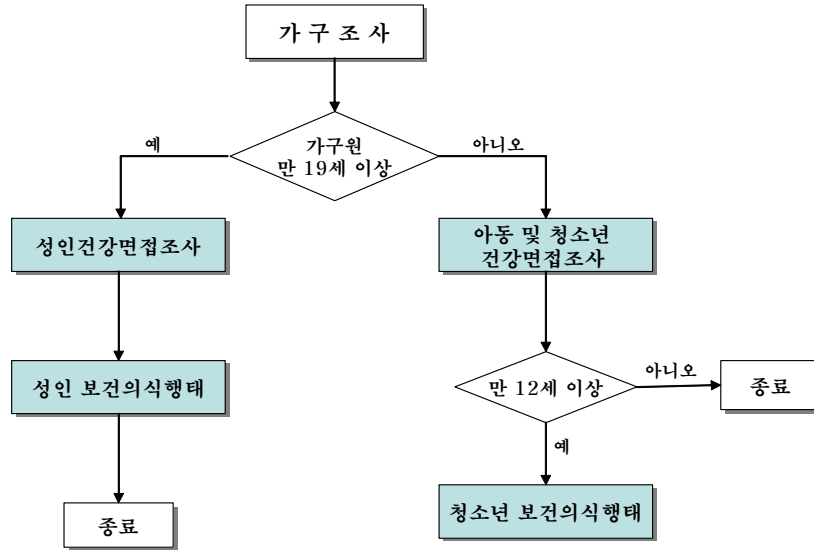 가 구 조 사
가구원
만 19세 이상
예
아니오
성인건강면접조사
아동 및 청소년
건강면접조사
성인 보건의식행태
만 12세 이상
아니오
종료
예
종료
청소년 보건의식행태